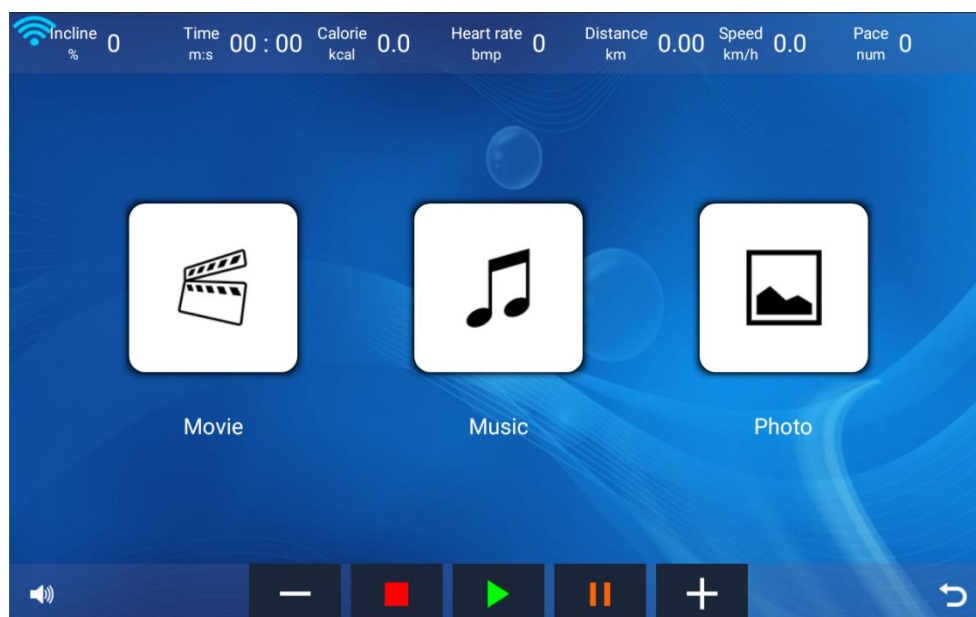 Incline % 0
Time m:s 00 : 00
Calorie kcal 0.0
Heart rate bmp 0
Distance km 0.00
Speed km/h 0.0
Pace num 0
Movie
Music
Photo